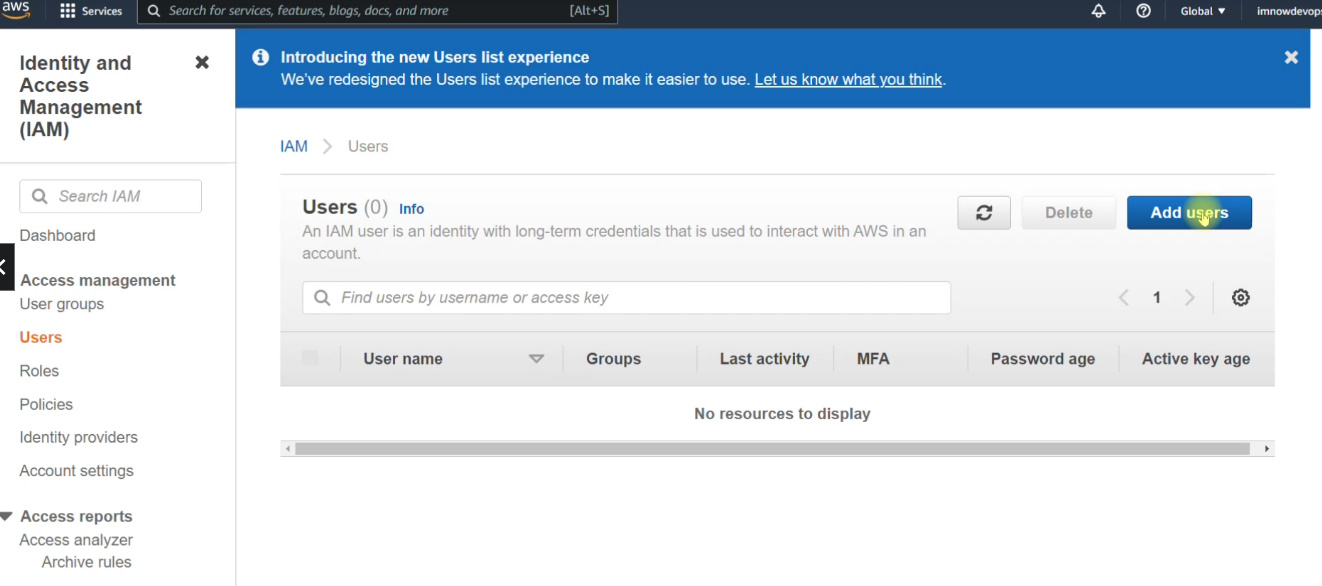 aws
Services
Search for services, features, blogs, docs, and more
[Alt+S]
Global
imnowdevops
Identity and
Access
Management
(IAM)
Search IAM
Dashboard
Access management
User groups
Users
Roles
Policies
Identity providers
Account settings
Access reports
Access analyzer
Archive rules
Introducing the new Users list experience
We've redesigned the Users list experience to make it easier to use. Let us know what you think.
IAM > Users
Users (0) Info
Delete
Add users
An IAM user is an identity with long-term credentials that is used to interact with AWS in an
account.
Find users by username or access key
1
User name
Groups
Last activity
MFA
Password age
Active key age
No resources to display